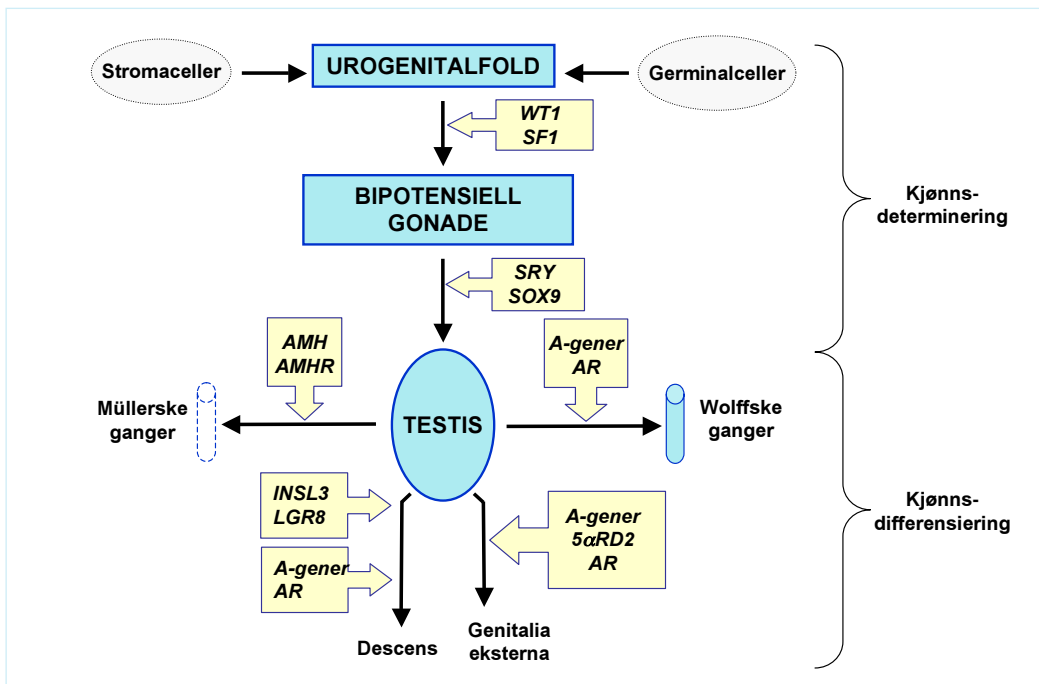 Stromaceller
UROGENITALFOLD
Germinalceller
WT1
SF1
BIPOTENSIELL
GONADE
Kjønns-
determinering
SRY
SOX9
AMH
AMHR
A-gener
AR
Müllerske
ganger
TESTIS
Wolffske
ganger
INSL3
LGR8
A-gener
AR
A-gener
5αRD2
AR
Kjønns-
differensiering
Descens
Genitalia
eksterna